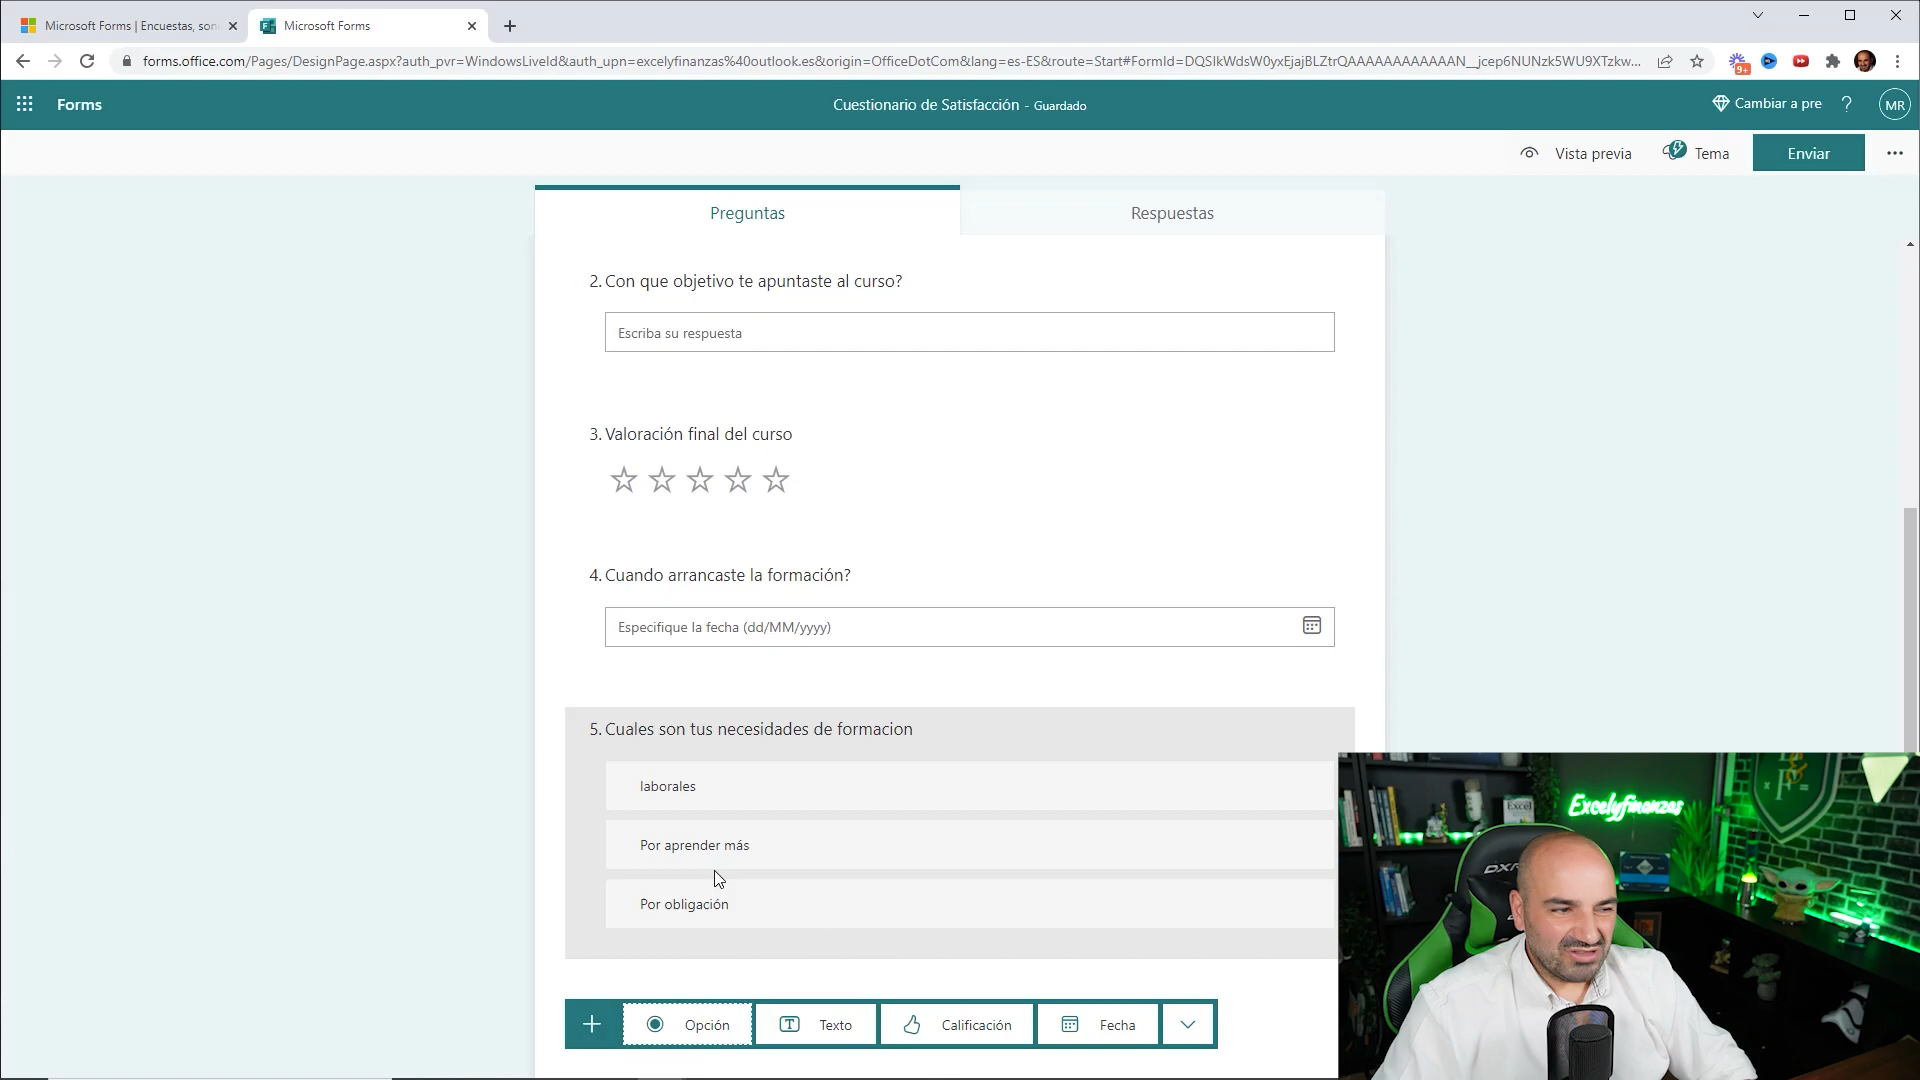 Microsoft Forms | Encuestas, son
Microsoft Forms
forms.office.com/Pages/DesignPage.aspx?auth_pvr=WindowsLiveId&auth_upn=excelyfinanzas%40outlook.es&origin=OfficeDotCom&lang=es-ES&route=Start#FormId=DQSIkWdsW0yxEjajBLZtrQAAAAAAAAAAAAN__jcep6NUNzk5WU9XTzkw...
9+
Forms
Cuestionario de Satisfacción - Guardado
Cambiar a pre
?
MR
Vista previa
Tema
Enviar
Preguntas
Respuestas
2. Con que objetivo te apuntaste al curso?
Escriba su respuesta
3. Valoración final del curso
4. Cuando arrancaste la formación?
Especifique la fecha (dd/MM/yyyy)
5. Cuales son tus necesidades de formacion
laborales
Por aprender más
Por obligación
Opción
Texto
Calificación
Fecha
Excelyfinanzas
Excel